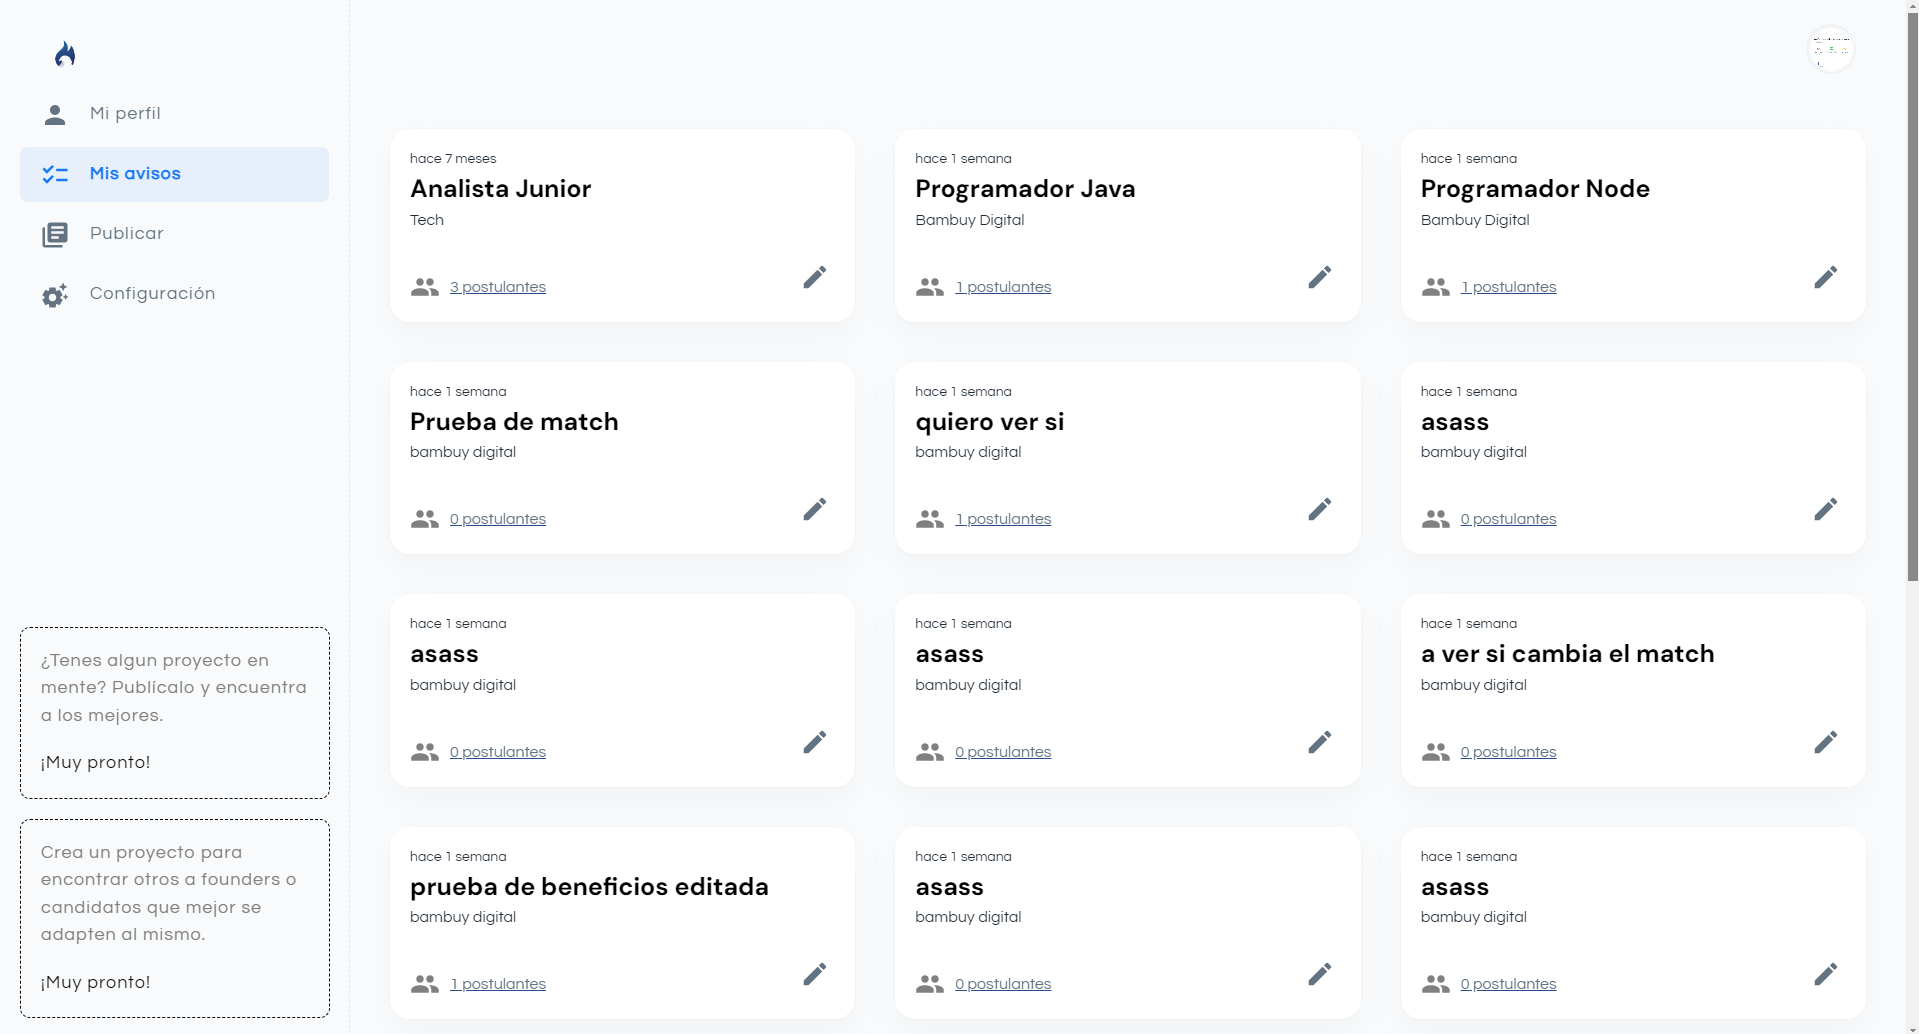 Mi perfil
Mis avisos
Publicar
Configuración
¿Tenes algun proyecto en
mente? Publícalo y encuentra
a los mejores.
¡Muy pronto!
Crea un proyecto para
encontrar otros a founders o
candidatos que mejor se
adapten al mismo.
¡Muy pronto!
hace 7 meses
Analista Junior
Tech
3 postulantes
hace 1 semana
Programador Java
Bambuy Digital
1 postulantes
hace 1 semana
Programador Node
Bambuy Digital
1 postulantes
hace 1 semana
Prueba de match
bambuy digital
0 postulantes
hace 1 semana
quiero ver si
bambuy digital
1 postulantes
hace 1 semana
asass
bambuy digital
0 postulantes
hace 1 semana
asass
bambuy digital
0 postulantes
hace 1 semana
asass
bambuy digital
0 postulantes
hace 1 semana
a ver si cambia el match
bambuy digital
0 postulantes
hace 1 semana
prueba de beneficios editada
bambuy digital
1 postulantes
hace 1 semana
asass
bambuy digital
0 postulantes
hace 1 semana
asass
bambuy digital
0 postulantes